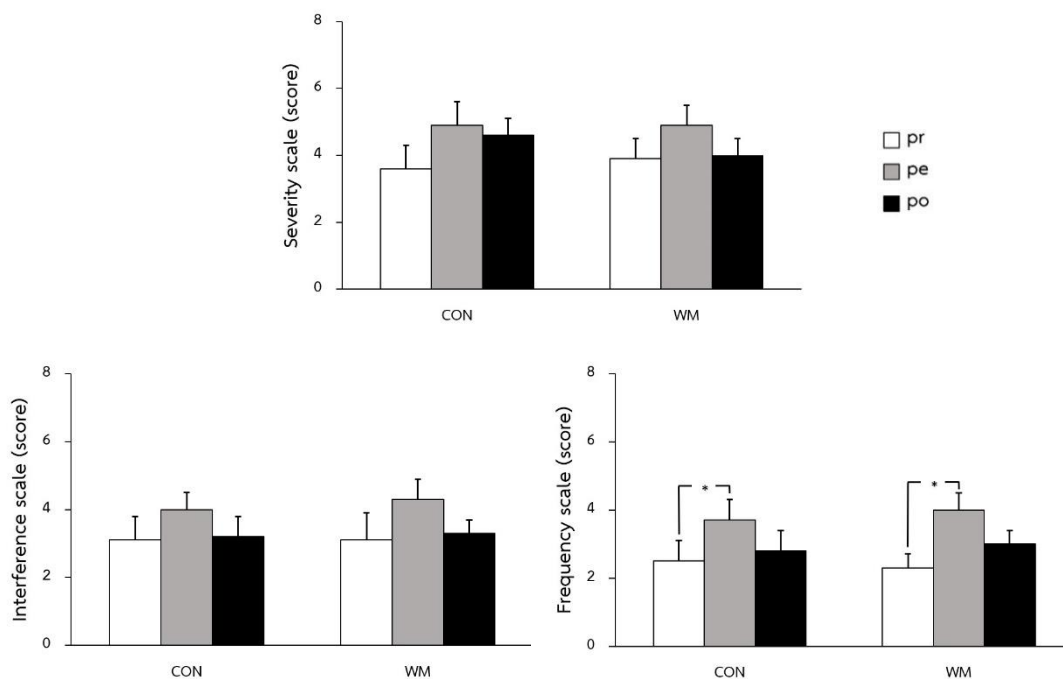 Severity scale (score)
8
6
4
2
0
CON WM
pr
pe
po
Interference scale (score)
8
6
4
2
0
CON WM
Frequency scale (score)
8
6
4
2
0
*
*
CON WM